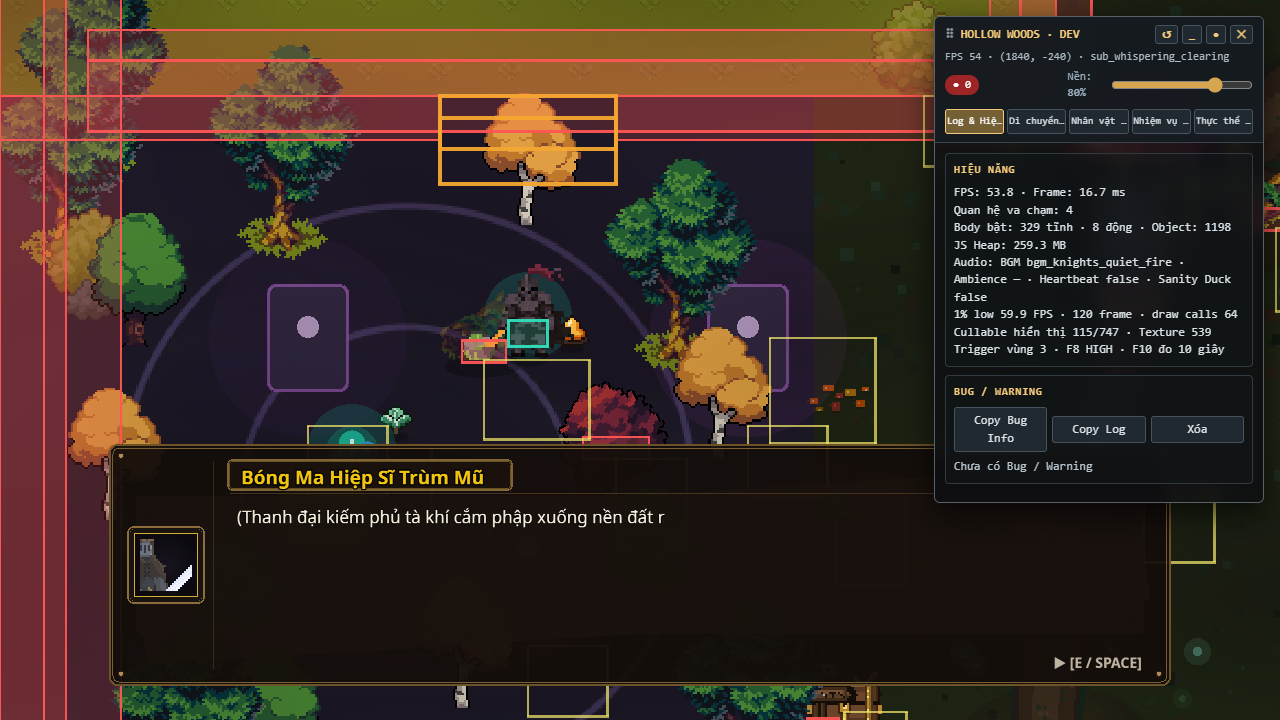 ⠿ HOLLOW WOODS · DEV
↺ _ ● ✕
FPS 54 · (1840, -240) · sub_whispering_clearing
● 0
Nền: 80%
Log & Hiệ…
Di chuyển…
Nhân vật …
Nhiệm vụ …
Thực thể …
HIỆU NĂNG
FPS: 53.8 · Frame: 16.7 ms
Quan hệ va chạm: 4
Body bật: 329 tĩnh · 8 động · Object: 1198
JS Heap: 259.3 MB
Audio: BGM bgm_knights_quiet_fire ·
Ambience — · Heartbeat false · Sanity Duck
false
1% low 59.9 FPS · 120 frame · draw calls 64
Cullable hiển thị 115/747 · Texture 539
Trigger vùng 3 · F8 HIGH · F10 đo 10 giây
BUG / WARNING
Copy Bug Info
Copy Log
Xóa
Chưa có Bug / Warning
Bóng Ma Hiệp Sĩ Trùm Mũ
(Thanh đại kiếm phủ tà khí cắm phập xuống nền đất r
▶ [E / SPACE]